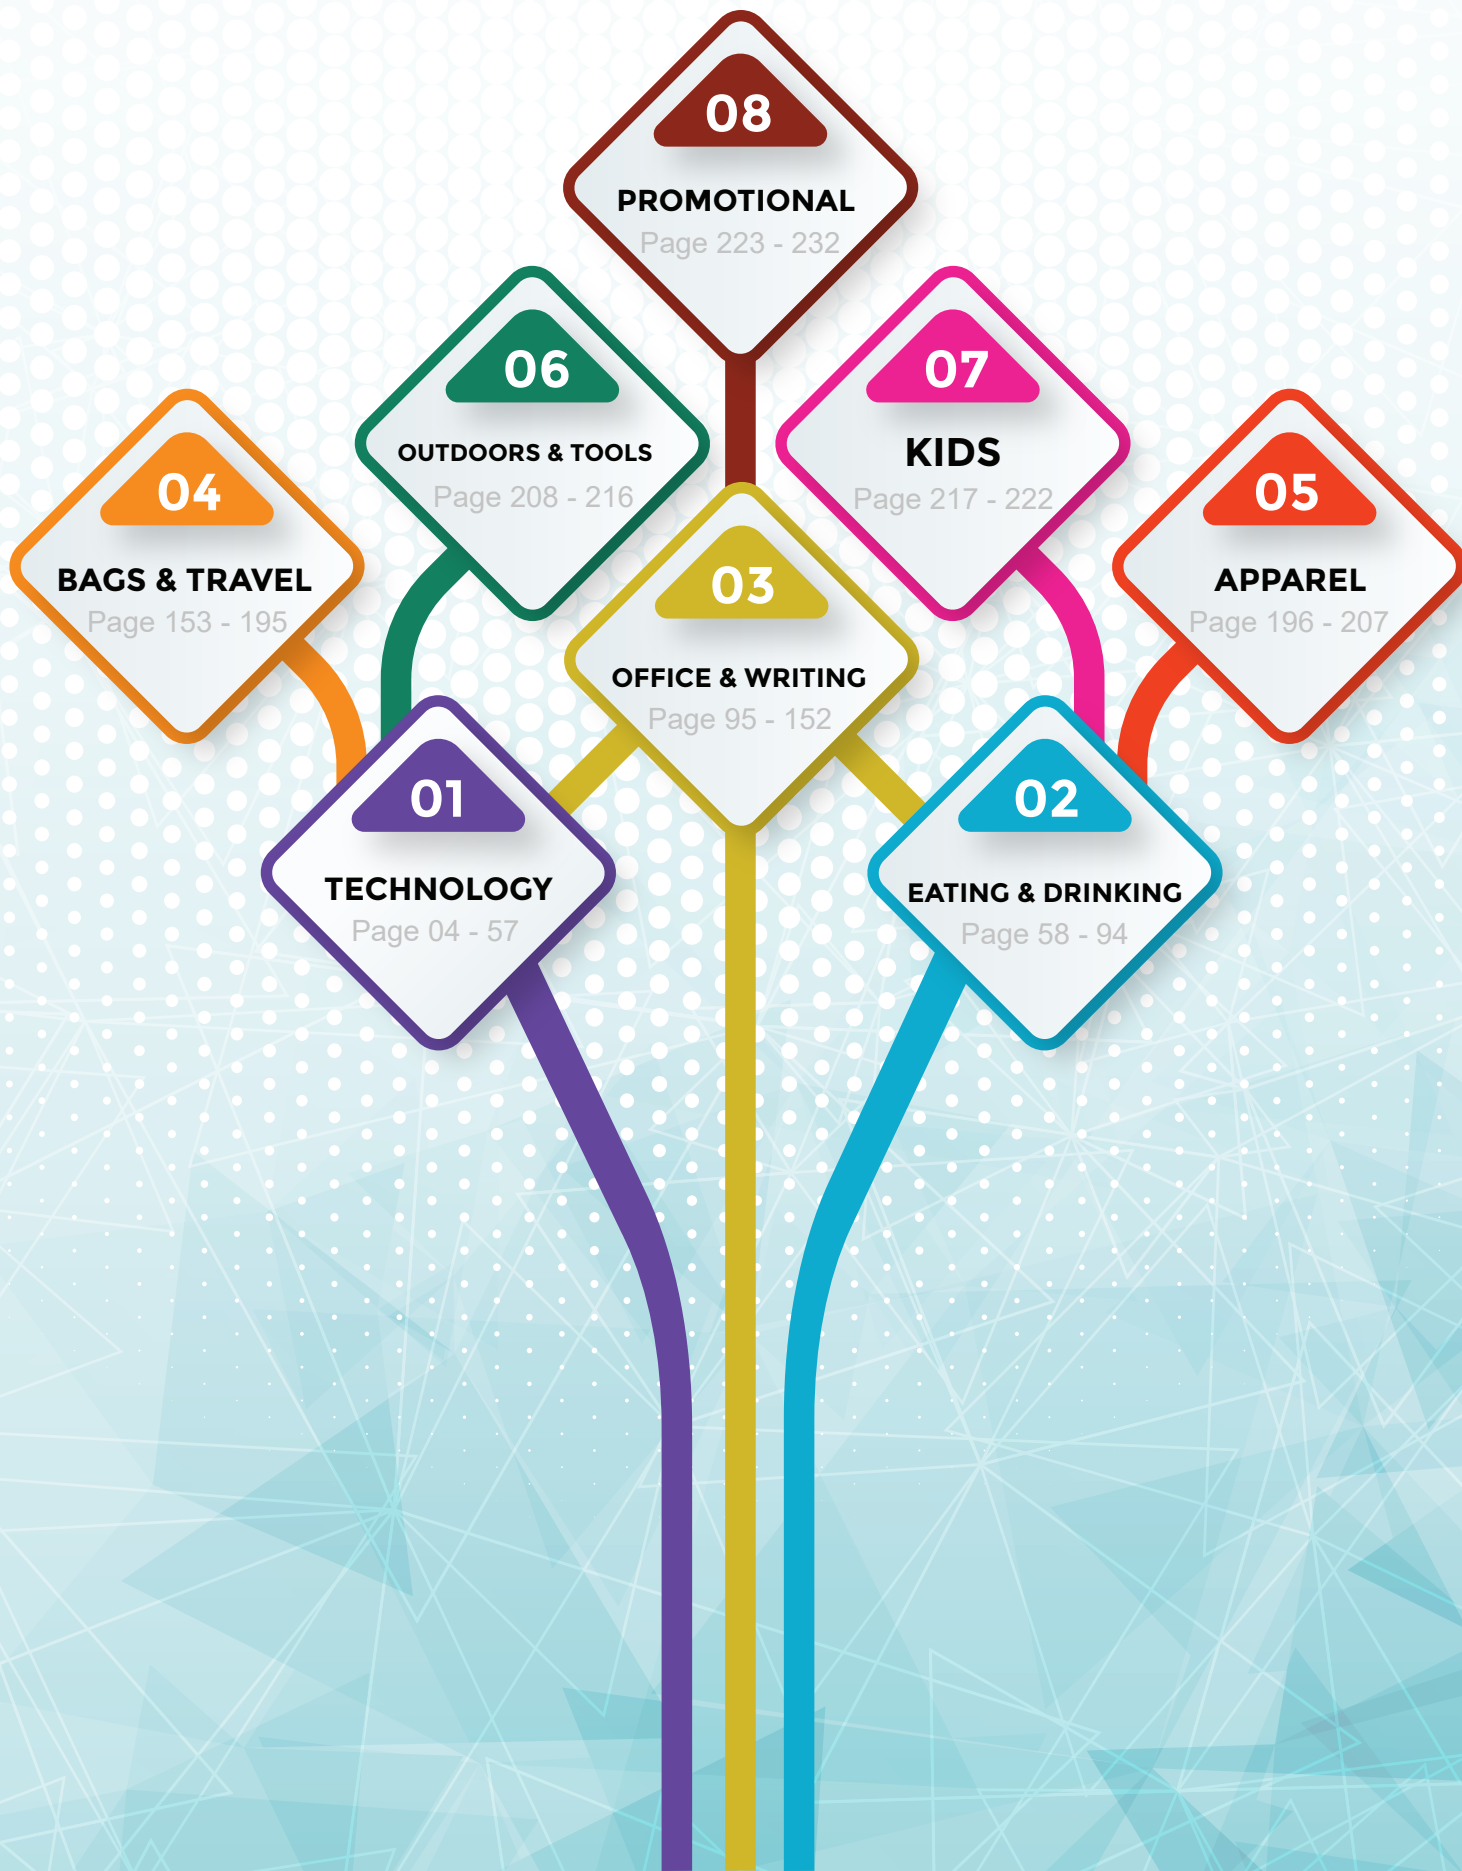 08
PROMOTIONAL
Page 223 - 232
06
OUTDOORS & TOOLS
Page 208 - 216
07
KIDS
Page 217 - 222
04
BAGS & TRAVEL
Page 153 - 195
05
APPAREL
Page 196 - 207
03
OFFICE & WRITING
Page 95 - 152
01
TECHNOLOGY
Page 04 - 57
02
EATING & DRINKING
Page 58 - 94